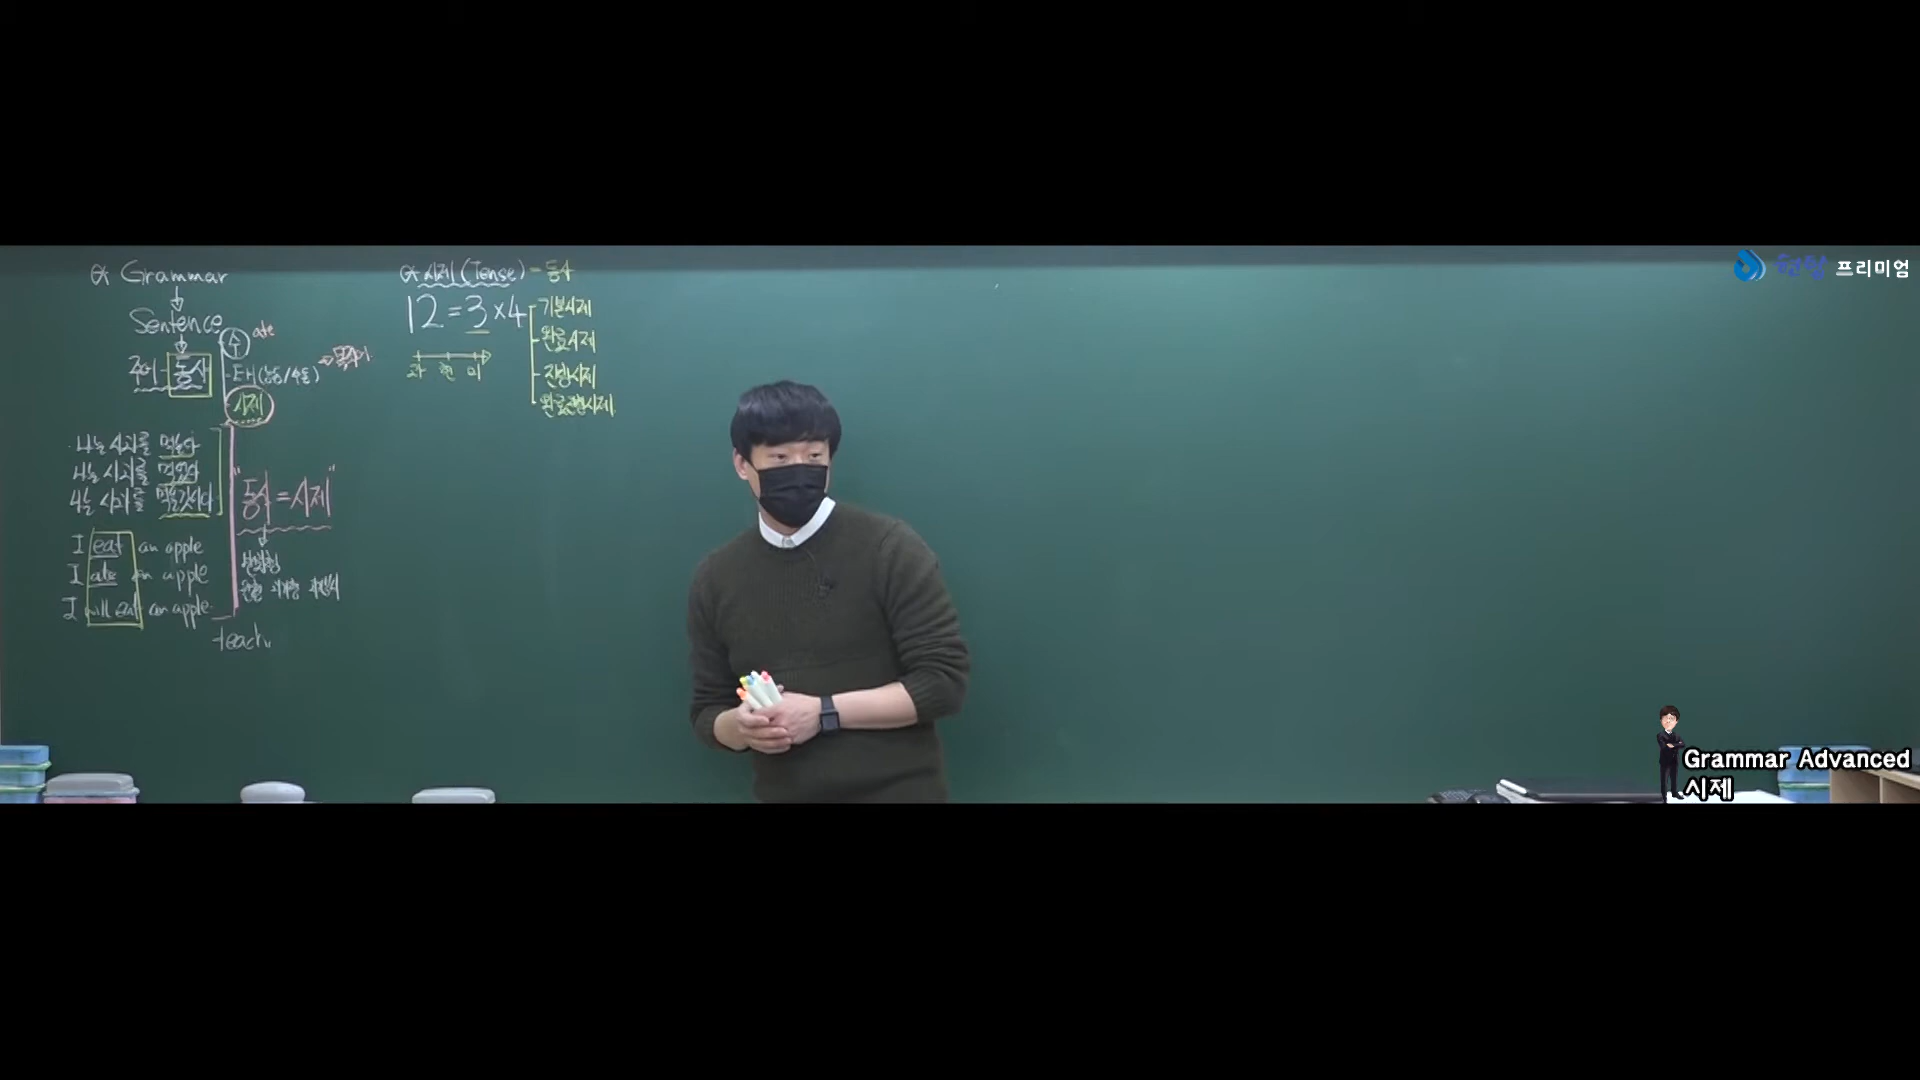 ☆ Grammar
Sentence
수
주어 - 동사
태 (능동/수동)
시제
나는 사과를 먹는다
나는 사과를 먹었다
나는 사과를 먹을것이다
"동사 = 시제"
I eat an apple
I ate an apple
I will eat an apple
teach
☆ 시제 (Tense) - 동사
12 = 3 x 4
기본시제
완료시제
진행시제
완료진행시제
과 현 미
프리미엄
Grammar Advanced
시제